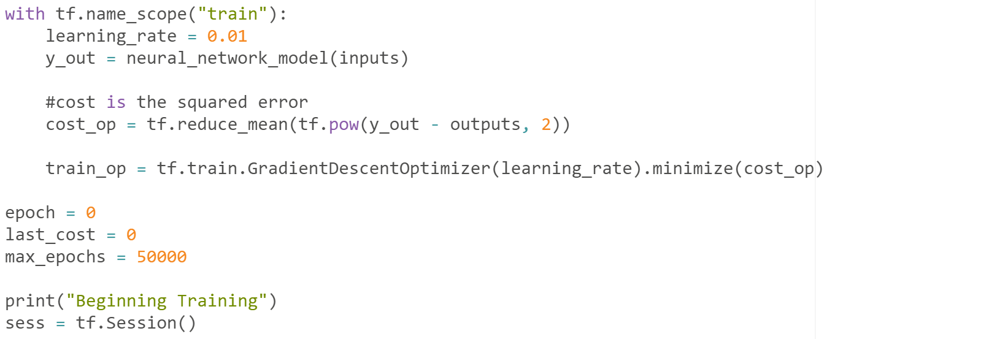 with tf.name_scope("train"):
    learning_rate = 0.01
    y_out = neural_network_model(inputs)

    #cost is the squared error
    cost_op = tf.reduce_mean(tf.pow(y_out - outputs, 2))

    train_op = tf.train.GradientDescentOptimizer(learning_rate).minimize(cost_op)

epoch = 0
last_cost = 0
max_epochs = 50000

print("Beginning Training")
sess = tf.Session()